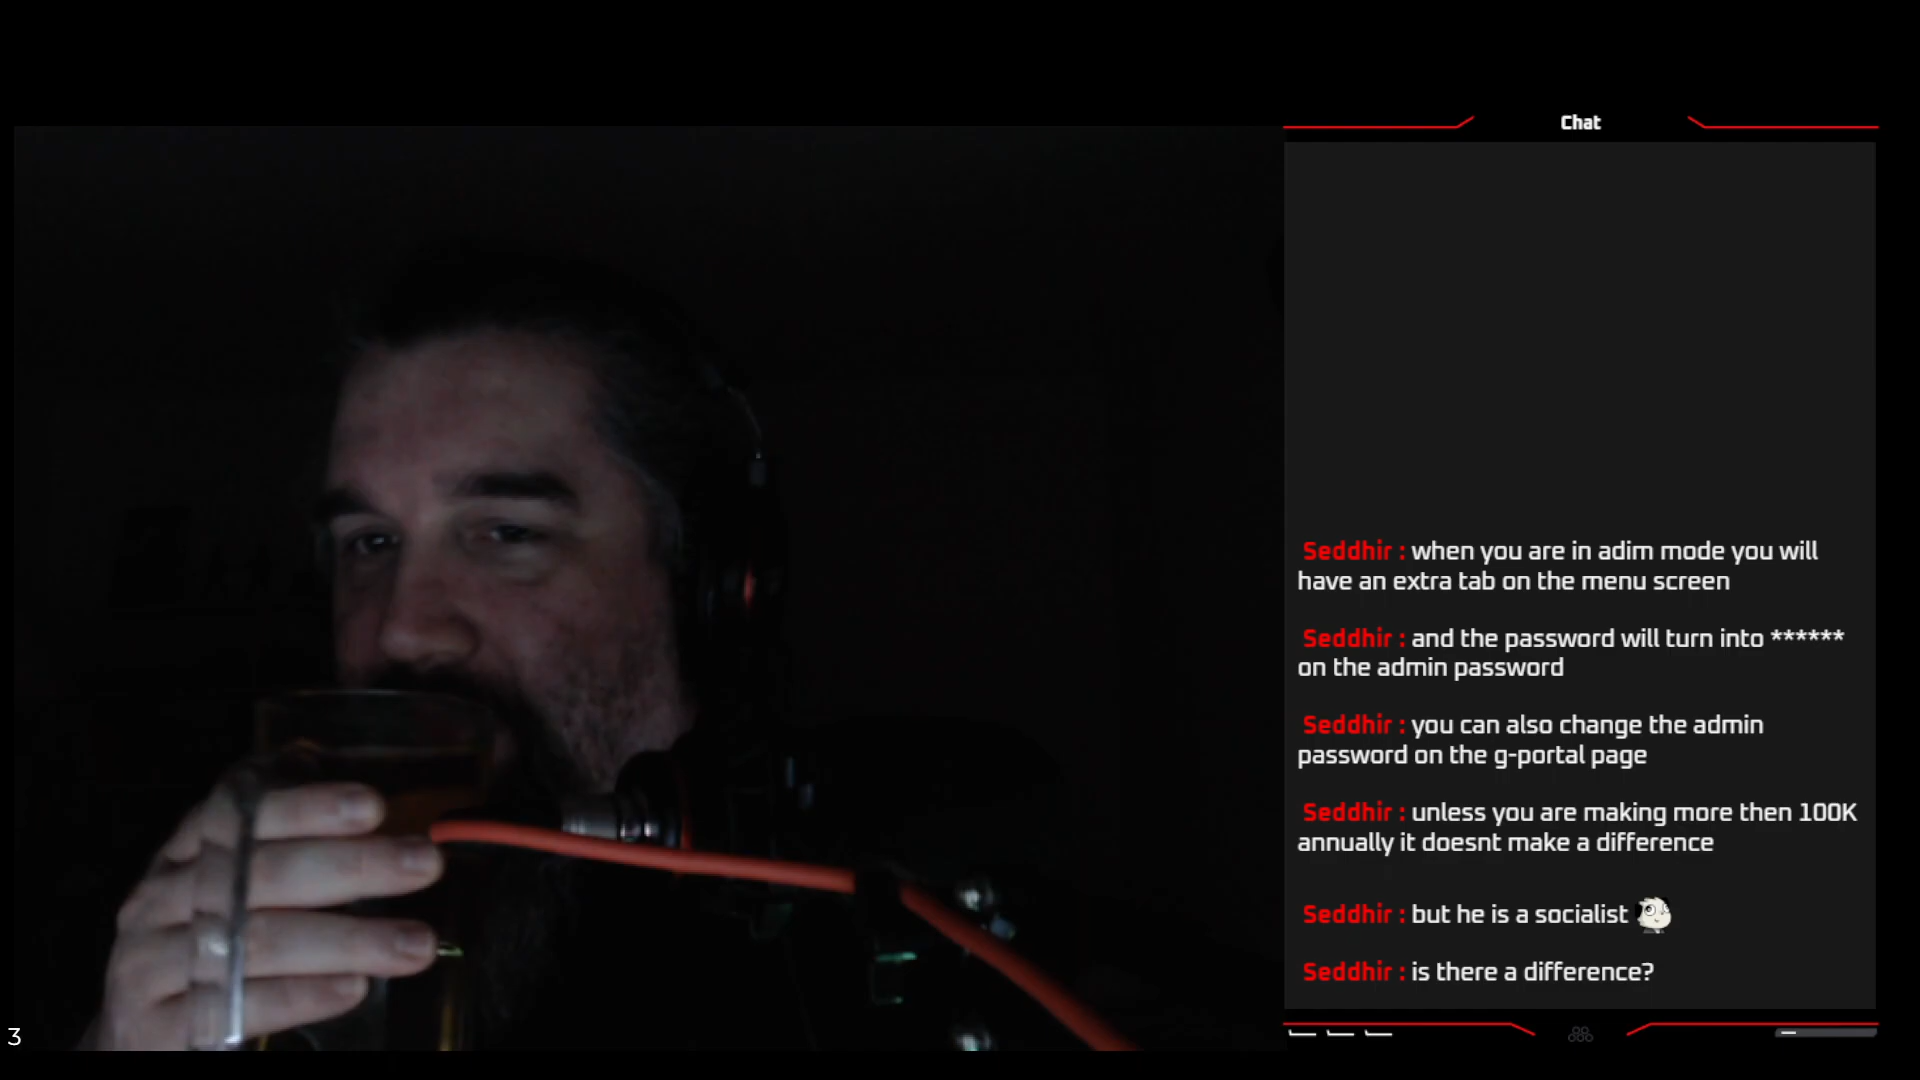 Chat
Seddhir : when you are in adim mode you will
have an extra tab on the menu screen
Seddhir : and the password will turn into ******
on the admin password
Seddhir : you can also change the admin
password on the g-portal page
Seddhir : unless you are making more then 100K
annually it doesnt make a difference
Seddhir : but he is a socialist
Seddhir : is there a difference?
3